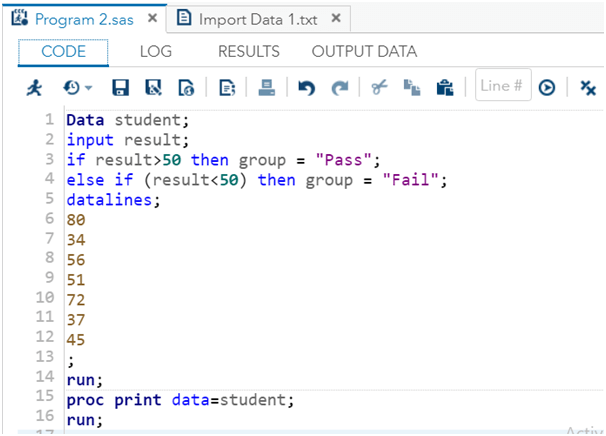 Program 2.sas × Import Data 1.txt ×
CODE LOG RESULTS OUTPUT DATA
Line #
1 Data student;
2 input result;
3 if result>50 then group = "Pass";
4 else if (result<50) then group = "Fail";
5 datalines;
6 80
7 34
8 56
9 51
10 72
11 37
12 45
13 ;
14 run;
15 proc print data=student;
16 run;
17